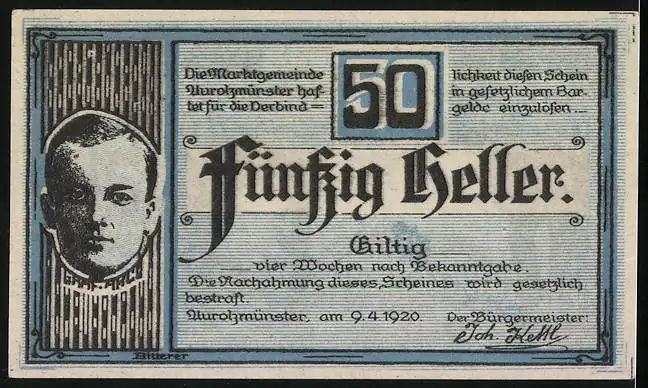 Die Marktgemeinde
Aurolzmünster haf-
tet für die Verbind=
50
lichkeit diesen Schein
in gesetzlichem Bar-
gelde einzulösen.
Fünfzig Heller.
Giltig
vier Wochen nach Bekanntgabe.
Die Nachahmung dieses Scheines wird gesetzlich
bestraft.
Aurolzmünster, am 9.4.1920.
Der Bürgermeister:
Joh. Kettl
Bitterer